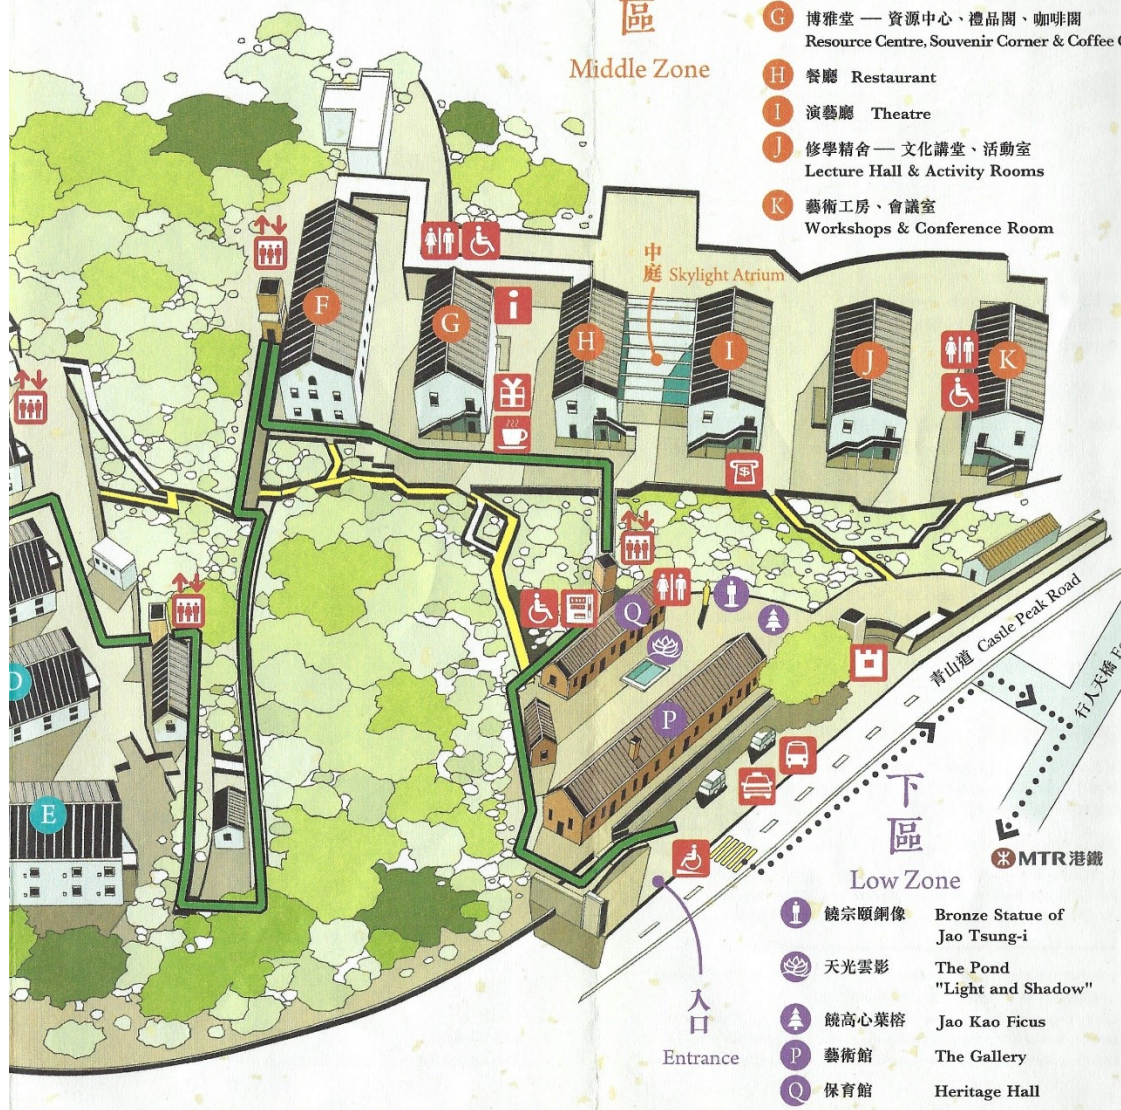 區
Middle Zone
G 博雅堂 — 資源中心、禮品閣、咖啡閣
Resource Centre, Souvenir Corner & Coffee
H 餐廳 Restaurant
I 演藝廳 Theatre
J 修學精舍 — 文化講堂、活動室
Lecture Hall & Activity Rooms
K 藝術工房、會議室
Workshops & Conference Room
中庭 Skylight Atrium
F
G
H
I
J
K
Q
P
D
E
青山道 Castle Peak Road
行人天橋
MTR 港鐵
下區
Low Zone
入口
Entrance
饒宗頤銅像 Bronze Statue of
Jao Tsung-i
天光雲影 The Pond
"Light and Shadow"
饒高心葉榕 Jao Kao Ficus
P 藝術館 The Gallery
Q 保育館 Heritage Hall